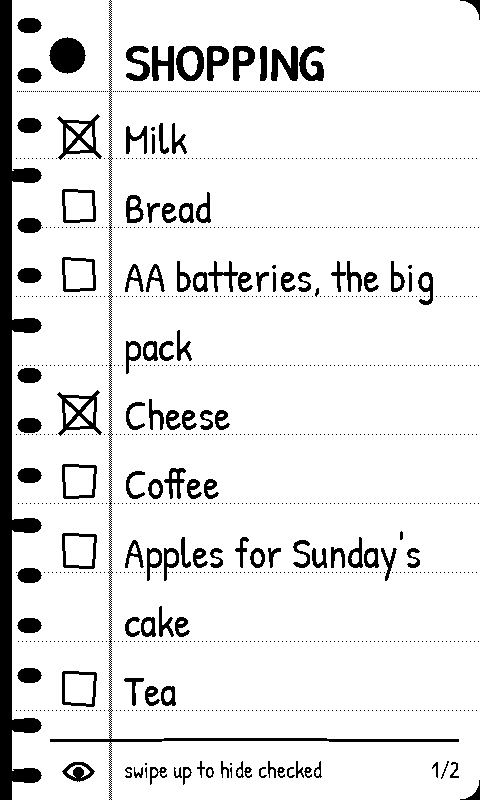 SHOPPING
Milk
Bread
AA batteries, the big
pack
Cheese
Coffee
Apples for Sunday's
cake
Tea
swipe up to hide checked 1/2